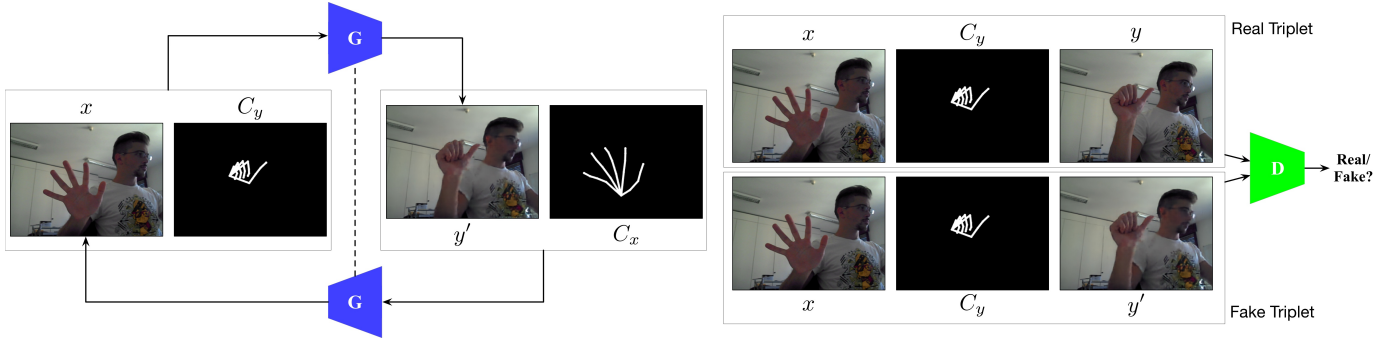 G
x
C_y
y′
C_x
G
x
C_y
y
Real Triplet
D
Real/
Fake?
x
C_y
y′
Fake Triplet